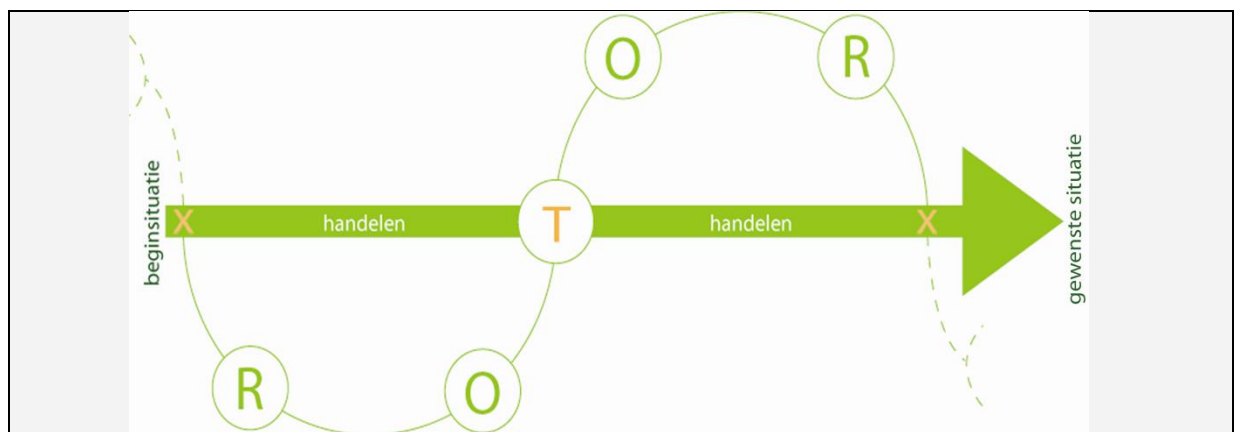 O
R
beginsituatie
X
handelen
T
handelen
X
gewenste situatie
R
O